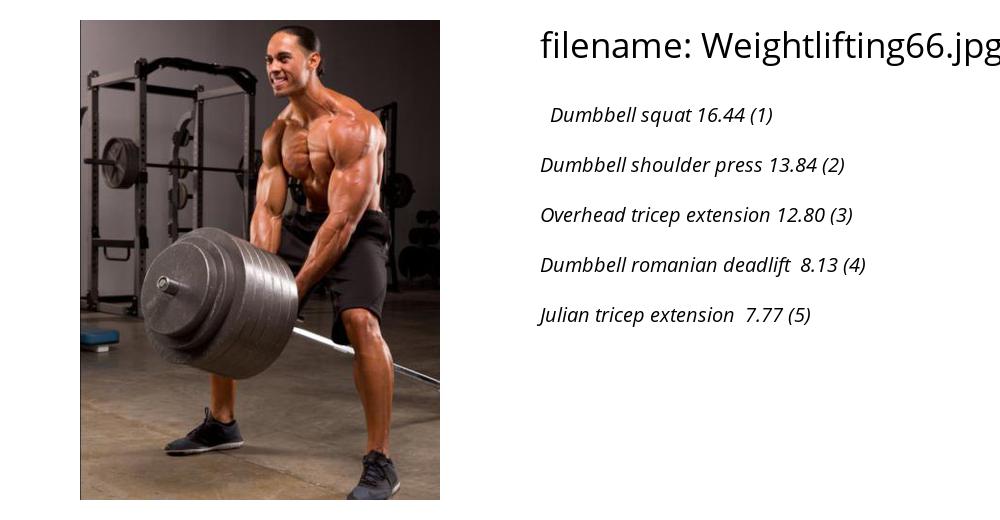 filename: Weightlifting66.jpg
Dumbbell squat 16.44 (1)
Dumbbell shoulder press 13.84 (2)
Overhead tricep extension 12.80 (3)
Dumbbell romanian deadlift 8.13 (4)
Julian tricep extension 7.77 (5)